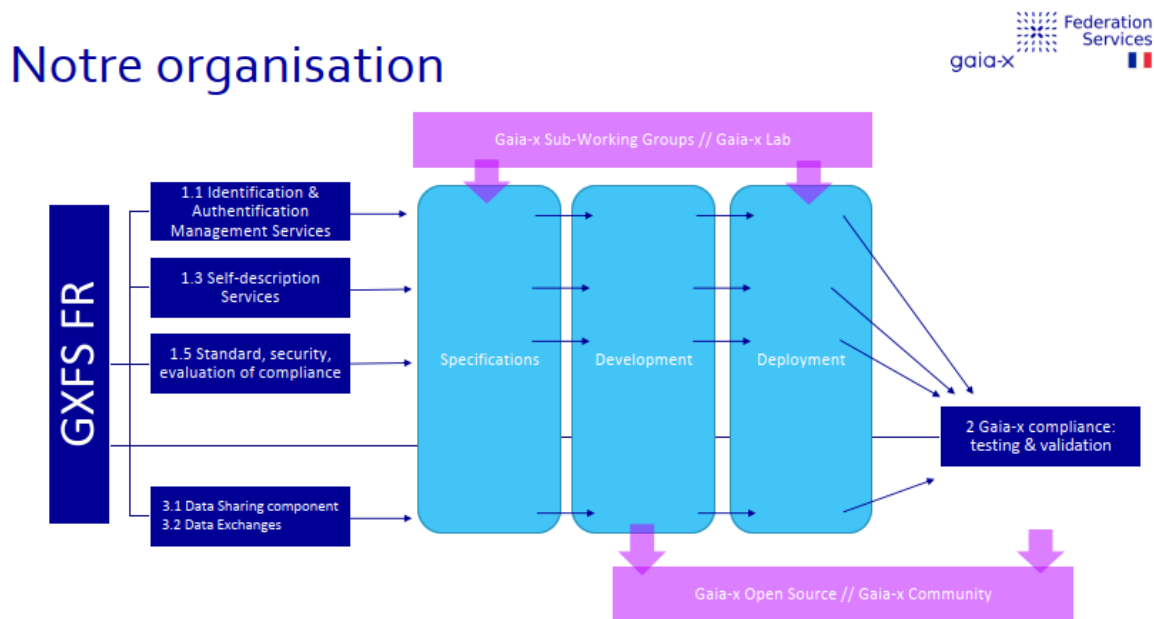 Notre organisation
gaia-x
Federation
Services
Gaia-x Sub-Working Groups // Gaia-x Lab
GXFS FR
1.1 Identification &
Authentification
Management Services
1.3 Self-description
Services
1.5 Standard, security,
evaluation of compliance
3.1 Data Sharing component
3.2 Data Exchanges
Specifications
Development
Deployment
2 Gaia-x compliance:
testing & validation
Gaia-x Open Source // Gaia-x Community